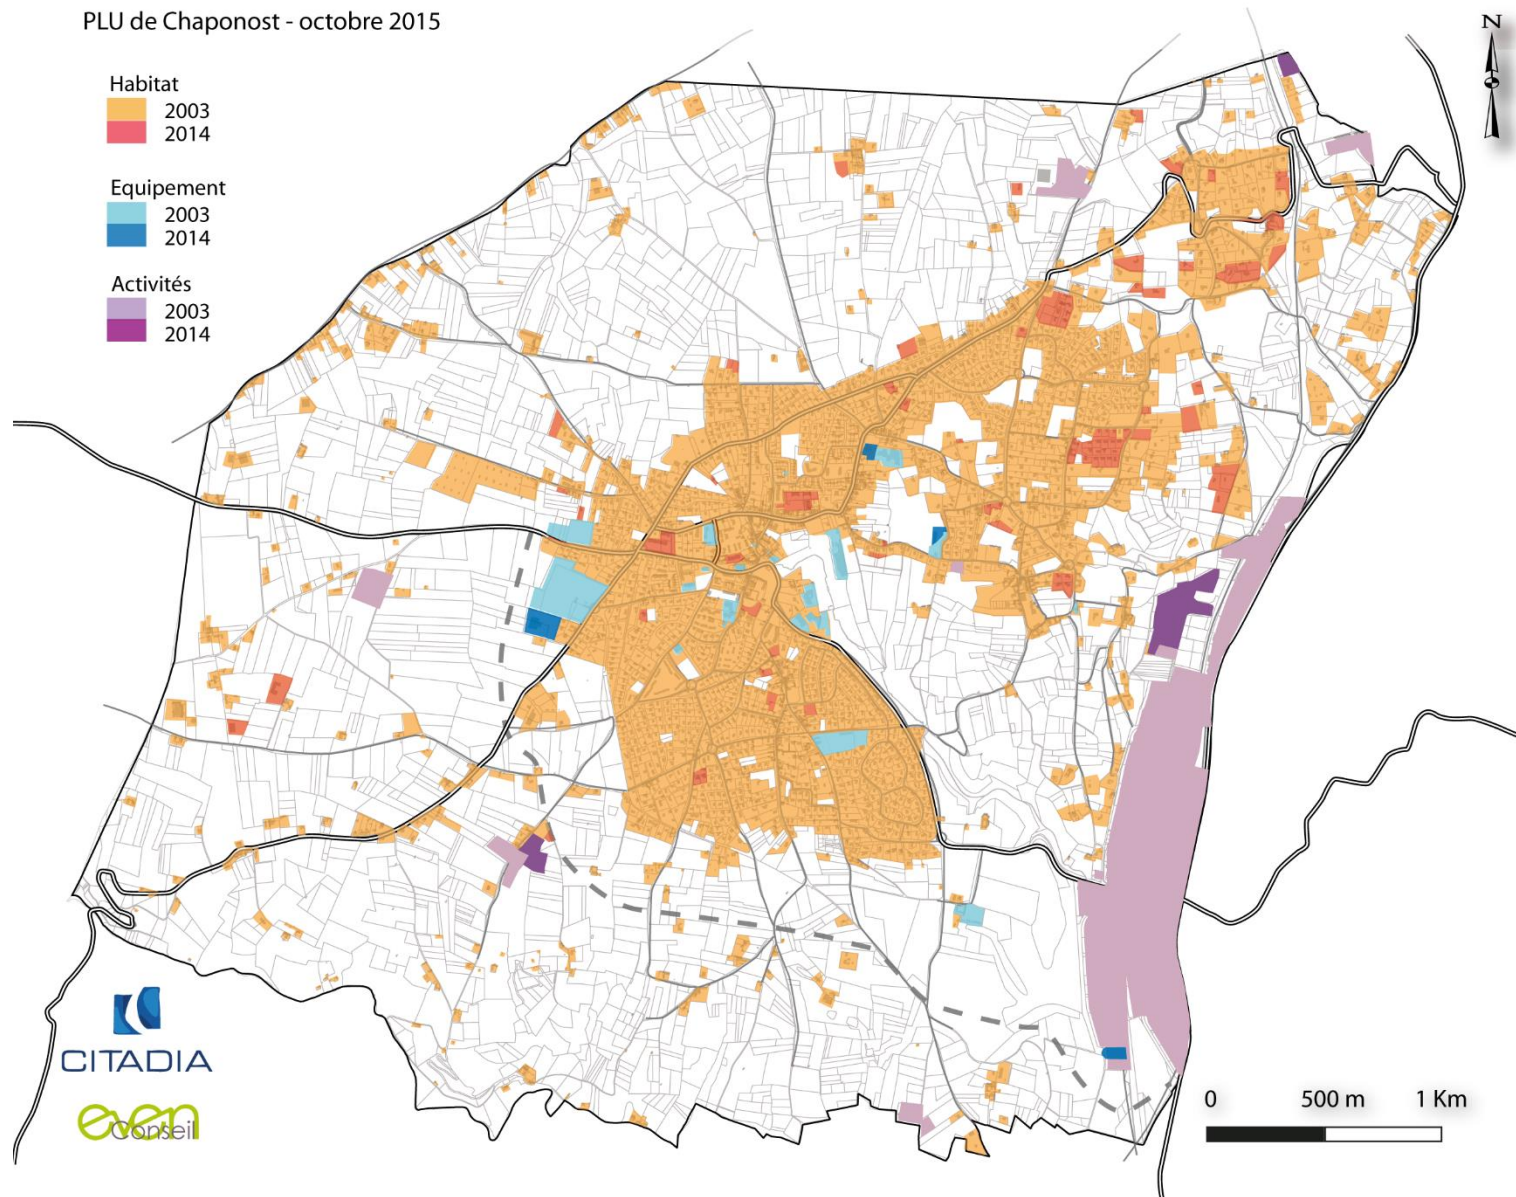 PLU de Chaponost - octobre 2015
N
Habitat
2003
2014
Equipement
2003
2014
Activités
2003
2014
CITADIA
even
Conseil
0 500 m 1 Km